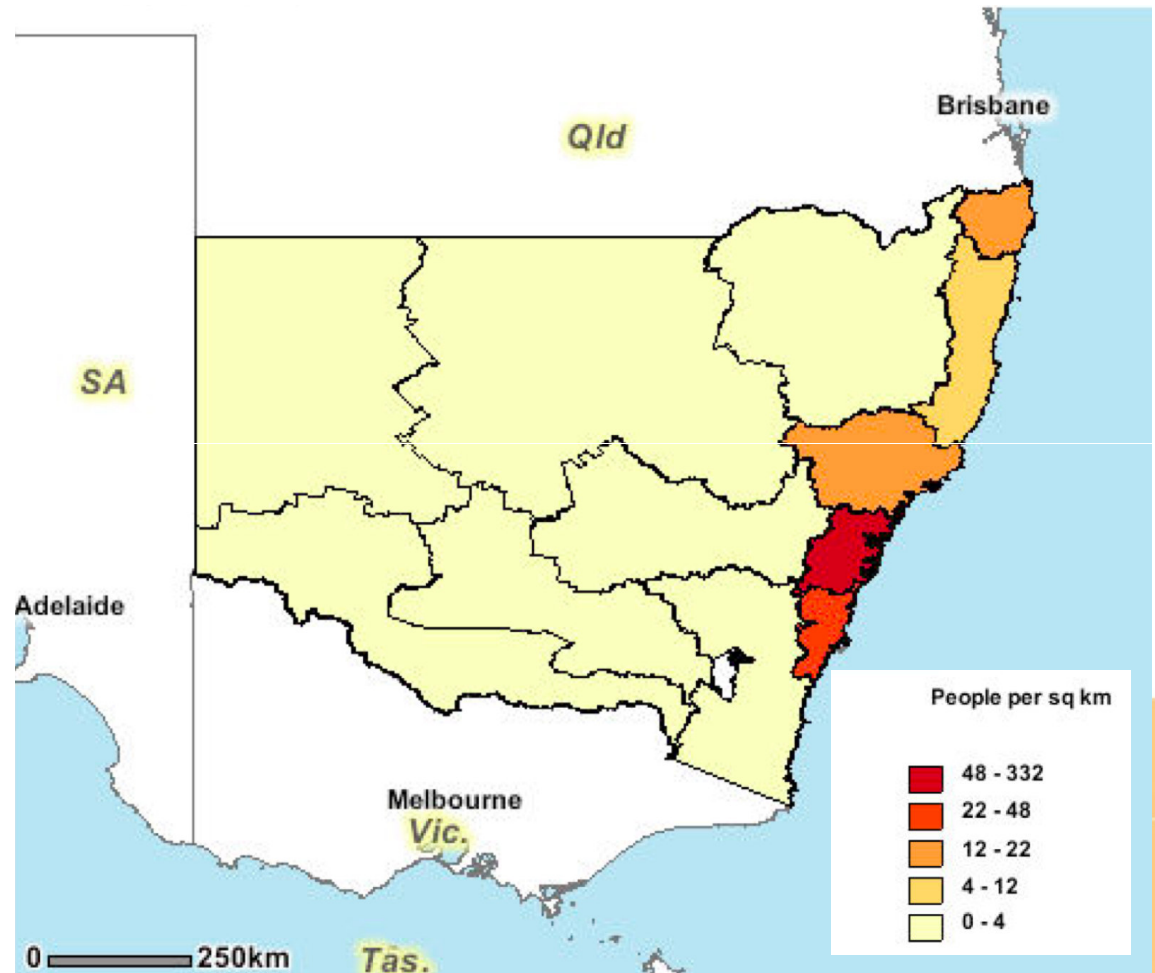 Brisbane
Qld
SA
Adelaide
Melbourne
Vic.
Tas.
0 250km
People per sq km
48 - 332
22 - 48
12 - 22
4 - 12
0 - 4